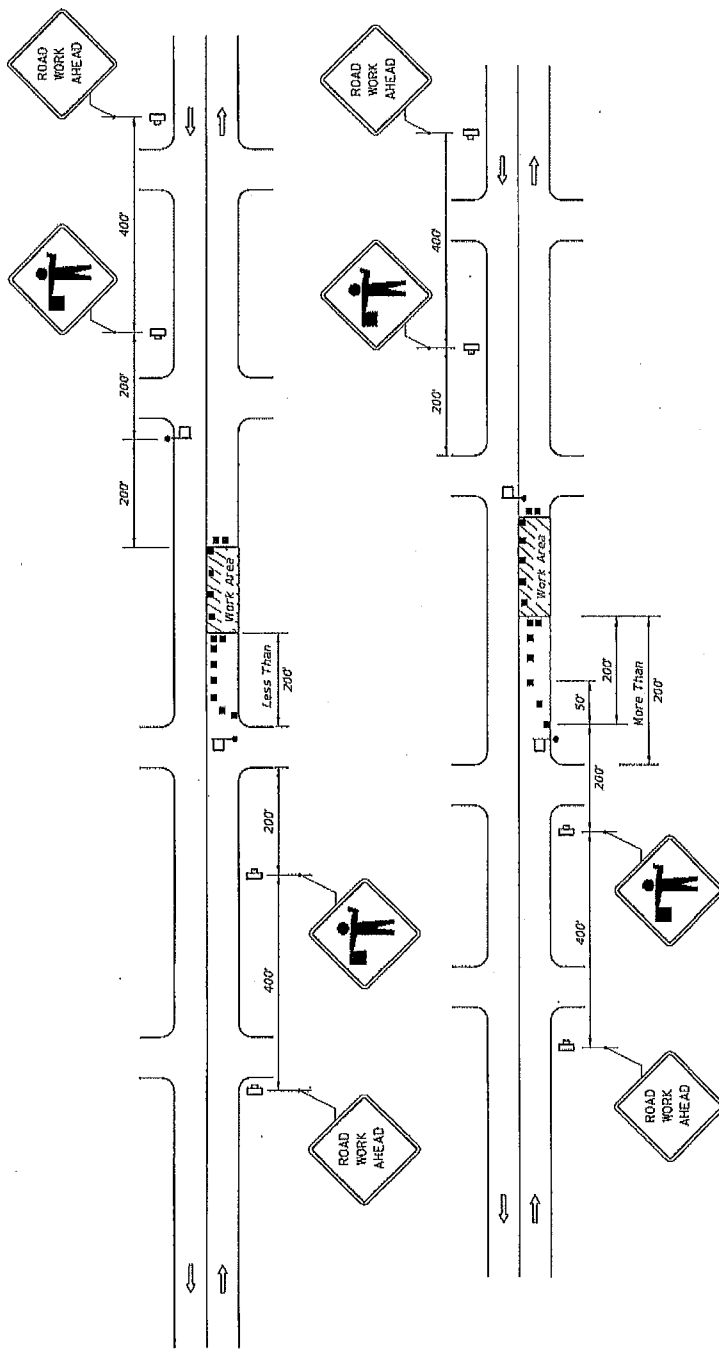 ROAD
WORK
AHEAD
400'
200'
200'
Work Area
Less Than
200'
200'
400'
ROAD
WORK
AHEAD
ROAD
WORK
AHEAD
400'
200'
Work Area
200'
50'
More Than
200'
200'
400'
ROAD
WORK
AHEAD